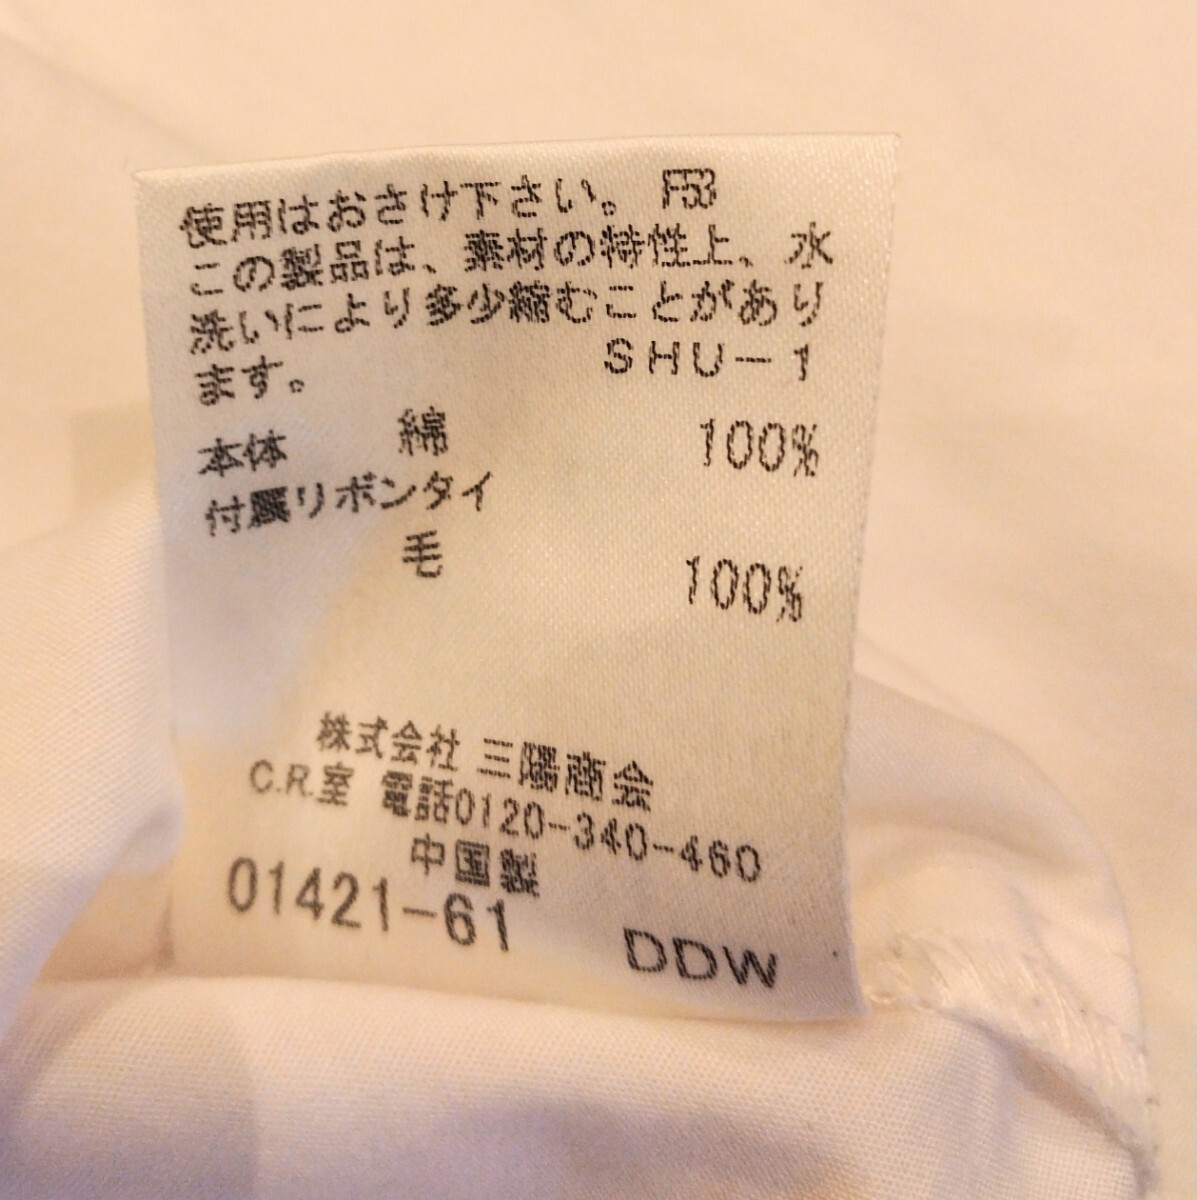 使用はおさけ下さい。 F53
この製品は、素材の特性上、水
洗いにより多少縮むことがあり
ます。 SHU-1
本体 綿 100%
付属リボンタイ
毛 100%
株式会社 三陽商会
C.R.室 電話0120-340-460
中国製
01421-61 DDW